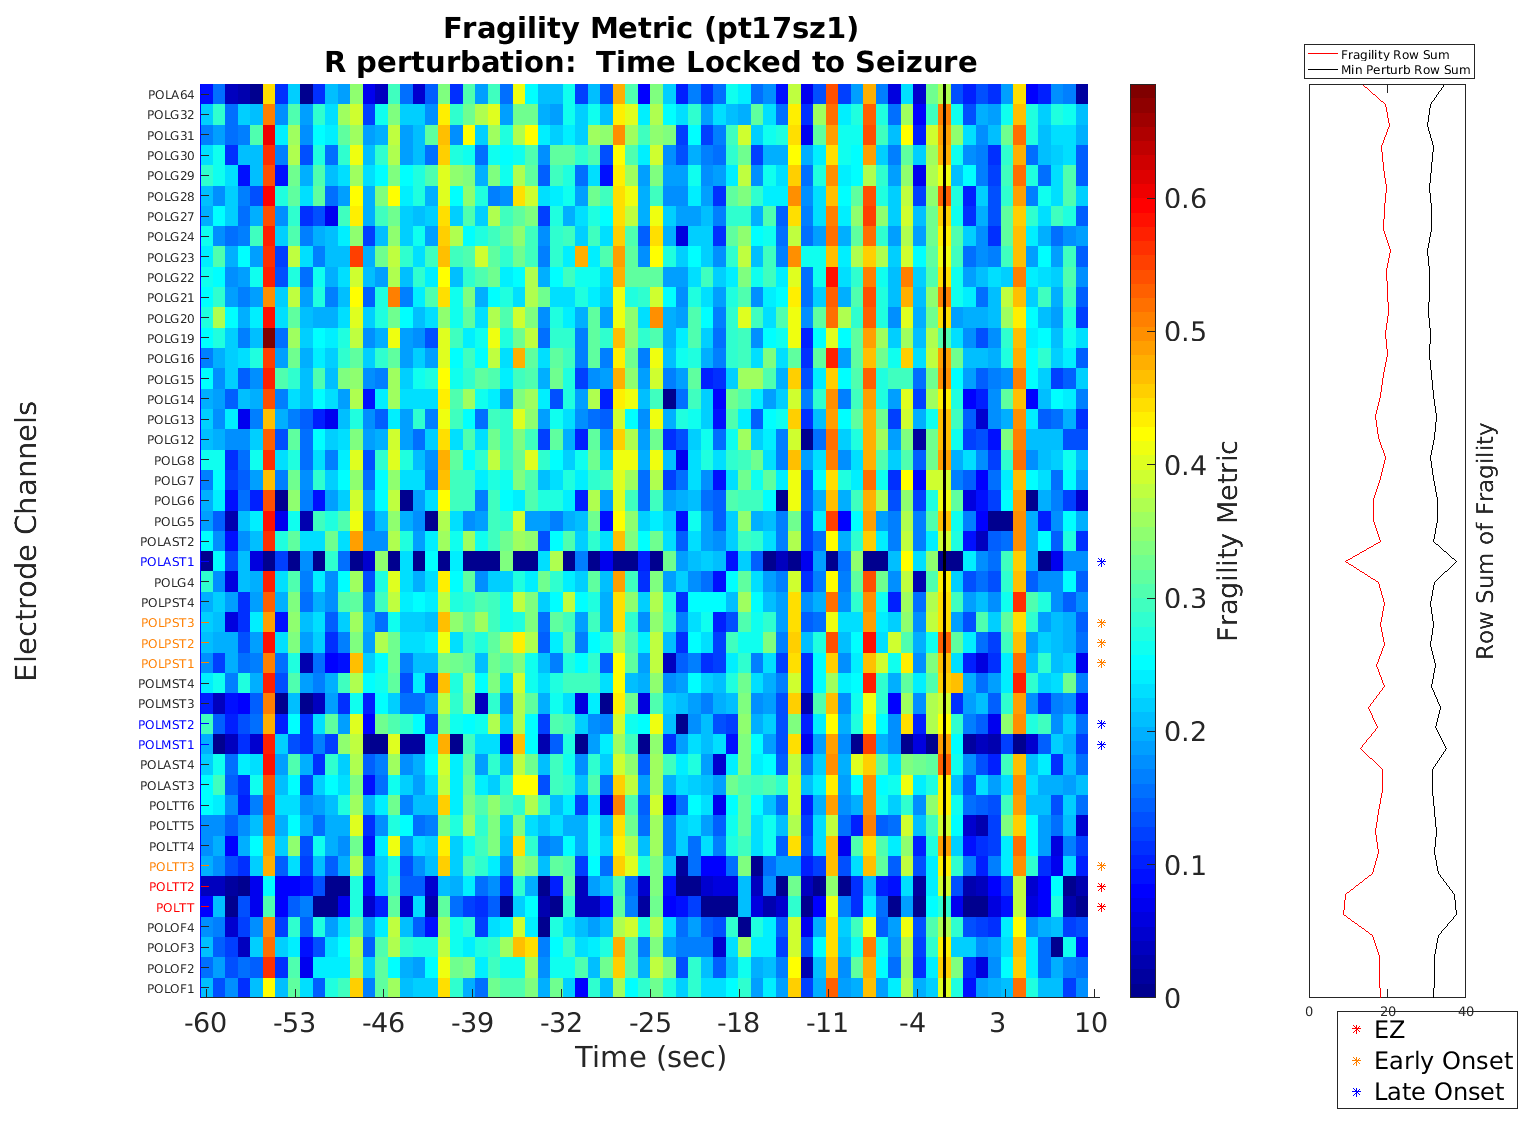 Fragility Metric (pt17sz1)
R perturbation:  Time Locked to Seizure
Electrode Channels
POLA64
POLG32
POLG31
POLG30
POLG29
POLG28
POLG27
POLG24
POLG23
POLG22
POLG21
POLG20
POLG19
POLG16
POLG15
POLG14
POLG13
POLG12
POLG8
POLG7
POLG6
POLG5
POLAST2
POLAST1
POLG4
POLPST4
POLPST3
POLPST2
POLPST1
POLMST4
POLMST3
POLMST2
POLMST1
POLAST4
POLAST3
POLTT6
POLTT5
POLTT4
POLTT3
POLTT2
POLTT
POLOF4
POLOF3
POLOF2
POLOF1
-60 -53 -46 -39 -32 -25 -18 -11 -4 3 10
Time (sec)
0.6
0.5
0.4
0.3
0.2
0.1
0
Fragility Metric
Fragility Row Sum
Min Perturb Row Sum
Row Sum of Fragility
0 20 40
EZ
Early Onset
Late Onset